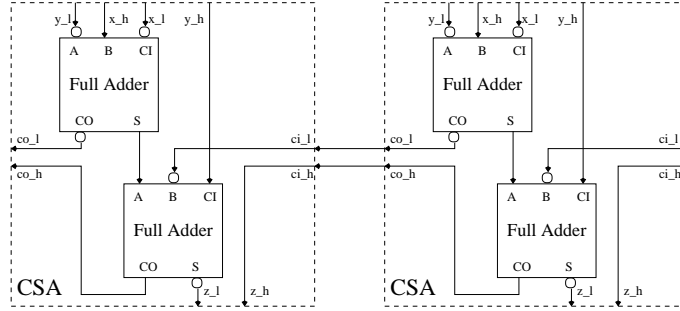 y_l x_h x_l y_h y_l x_h x_l y_h
A B CI A B CI
Full Adder Full Adder
CO S CO S
co_l ci_l co_l ci_l
co_h ci_h co_h ci_h
A B CI A B CI
Full Adder Full Adder
CO S CO S
CSA z_l z_h CSA z_l z_h